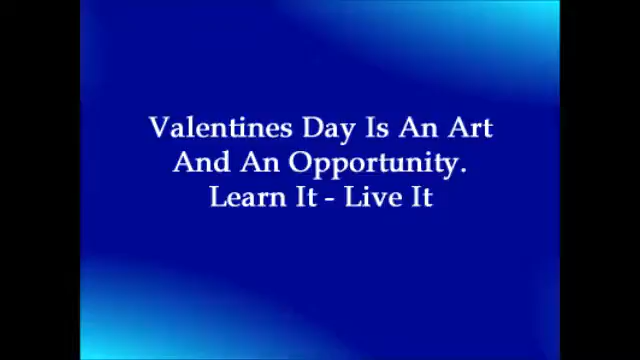 Valentines Day Is An Art
And An Opportunity.
Learn It - Live It